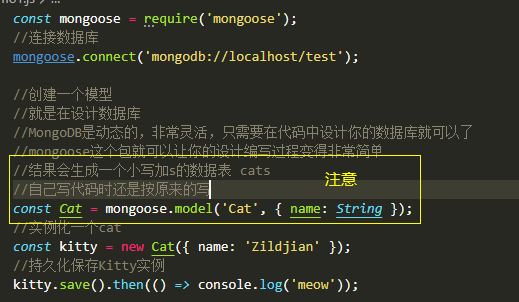 const mongoose = require('mongoose');
//连接数据库
mongoose.connect('mongodb://localhost/test');
//创建一个模型
//就是在设计数据库
//MongoDB是动态的，非常灵活，只需要在代码中设计你的数据库就可以了
//mongoose这个包就可以让你的设计编写过程变得非常简单
//结果会生成一个小写加s的数据表 cats
注意
//自己写代码时还是按原来的写
const Cat = mongoose.model('Cat', { name: String });
//实例化一个cat
const kitty = new Cat({ name: 'Zildjian' });
//持久化保存Kitty实例
kitty.save().then(() => console.log('meow'));